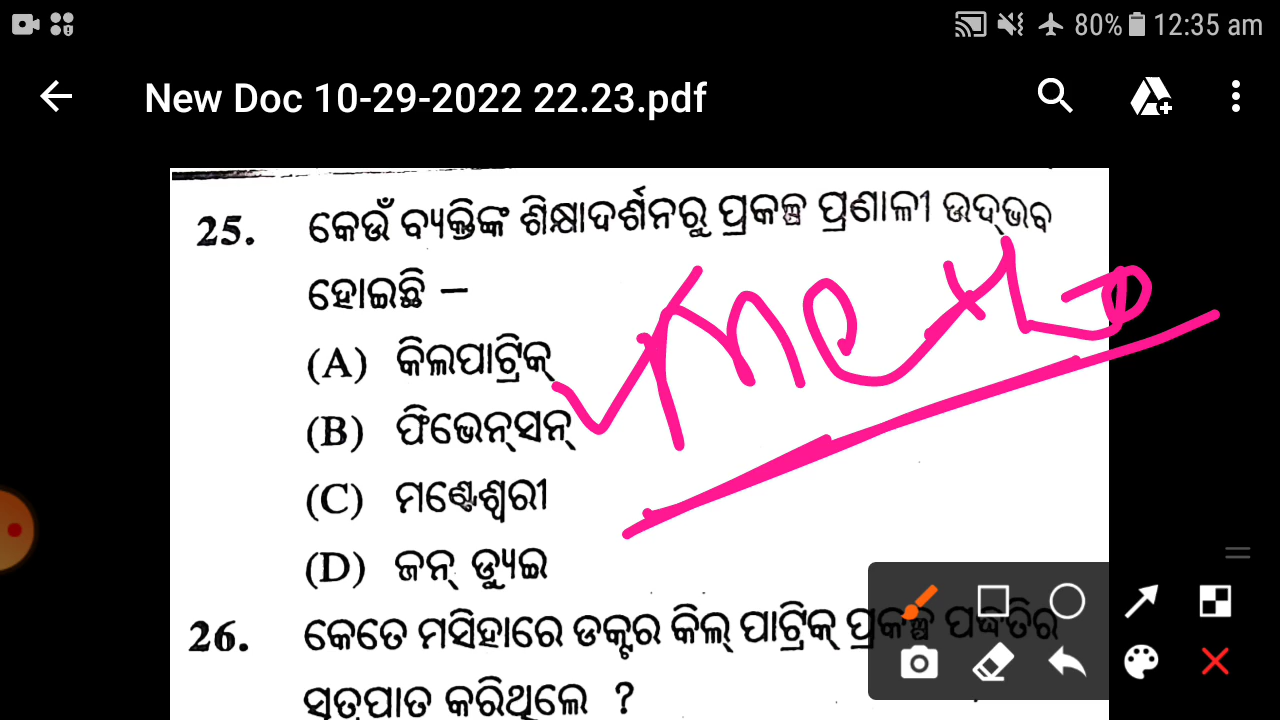 80% 12:35 am
New Doc 10-29-2022 22.23.pdf
25. କେଉଁ ବ୍ୟକ୍ତିଙ୍କ ଶିକ୍ଷାଦର୍ଶନରୁ ପ୍ରକଳ୍ପ ପ୍ରଣାଳୀ ଉଦ୍‌ଭବ
ହୋଇଛି –
(A) କିଲପାଟ୍ରିକ୍
(B) ଫିଭେନ୍‌ସନ୍
(C) ମଣ୍ଟେଶ୍ୱରୀ
(D) ଜନ୍ ଡ୍ୟୁଇ
26. କେତେ ମସିହାରେ ଡକ୍ଟର କିଲ୍ ପାଟ୍ରିକ୍ ପ୍ରକଳ୍ପ ପଦ୍ଧତିର
ସୂତ୍ରପାତ କରିଥିଲେ ?